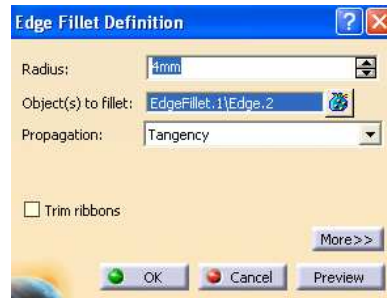 Edge Fillet Definition
Radius: 4mm
Object(s) to fillet: EdgeFillet.1\Edge.2
Propagation: Tangency
Trim ribbons
More>>
OK Cancel Preview